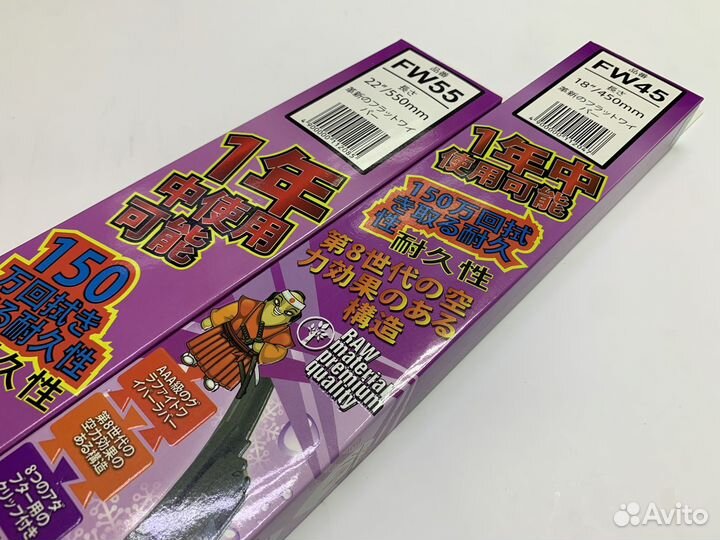 品番
FW55
長さ
22"/550mm
革新のフラットワイ
パー
1年
中使用
可能
150
万回拭き
る耐久性
久性
AAA級のグ
ラファイトワ
イパーラバー
第8世代の
空力効果の
ある構造
8つのアダ
プター用の
クリップ付き
品番
FW45
長さ
18"/450mm
革新のフラットワイ
パー
1年中
使用可能
150万回拭
き取る耐久
性耐久性
第8世代の空
力効果のある
構造
RAW
material
premium
quality
Avito